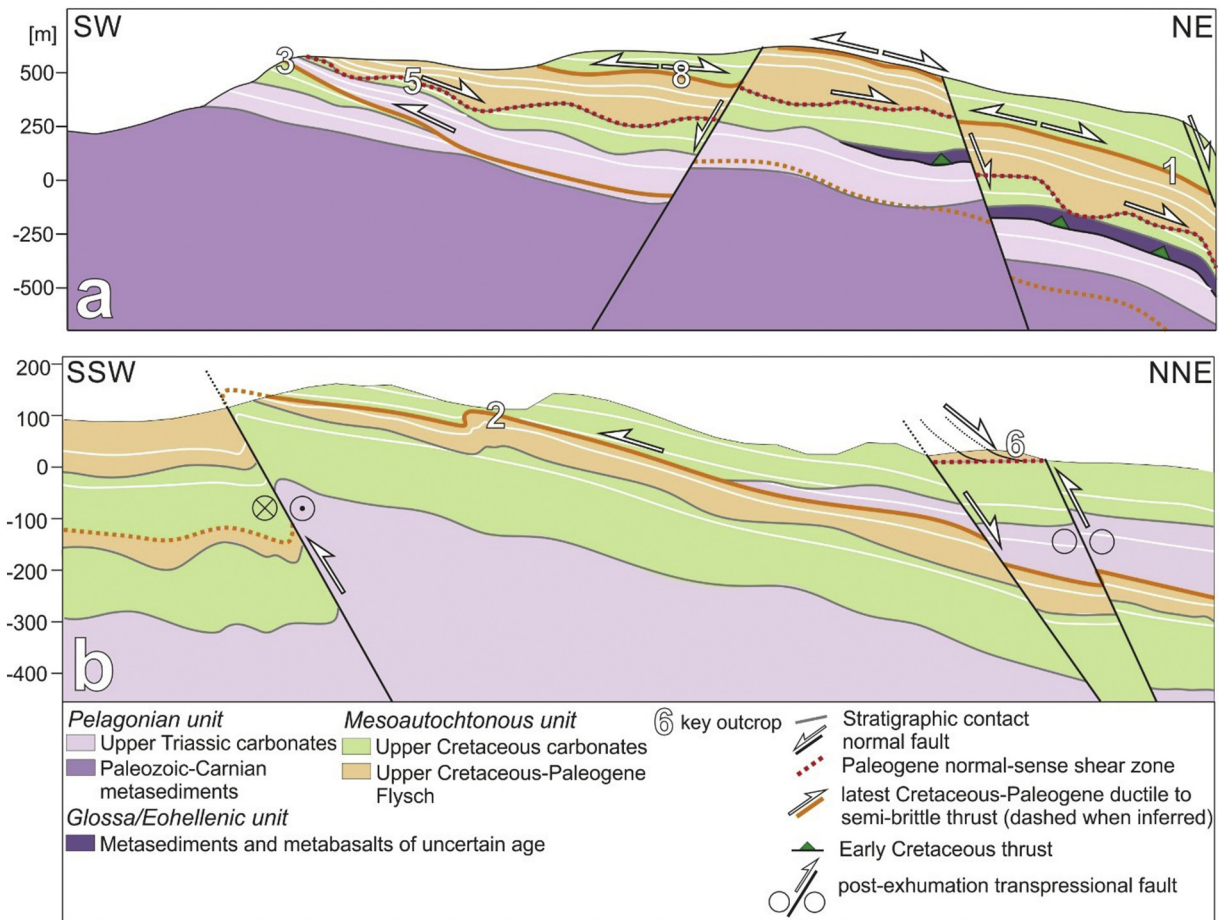 SW
NE
[m]
500
250
0
-250
-500
3
5
8
1
a
SSW
NNE
200
100
0
-100
-200
-300
-400
2
6
b
Pelagonian unit
Upper Triassic carbonates
Paleozoic-Carnian
metasediments
Glossa/Eohellenic unit
Metasediments and metabasalts of uncertain age
Mesoautochtonous unit
Upper Cretaceous carbonates
Upper Cretaceous-Paleogene
Flysch
6 key outcrop
Stratigraphic contact
normal fault
Paleogene normal-sense shear zone
latest Cretaceous-Paleogene ductile to
semi-brittle thrust (dashed when inferred)
Early Cretaceous thrust
post-exhumation transpressional fault